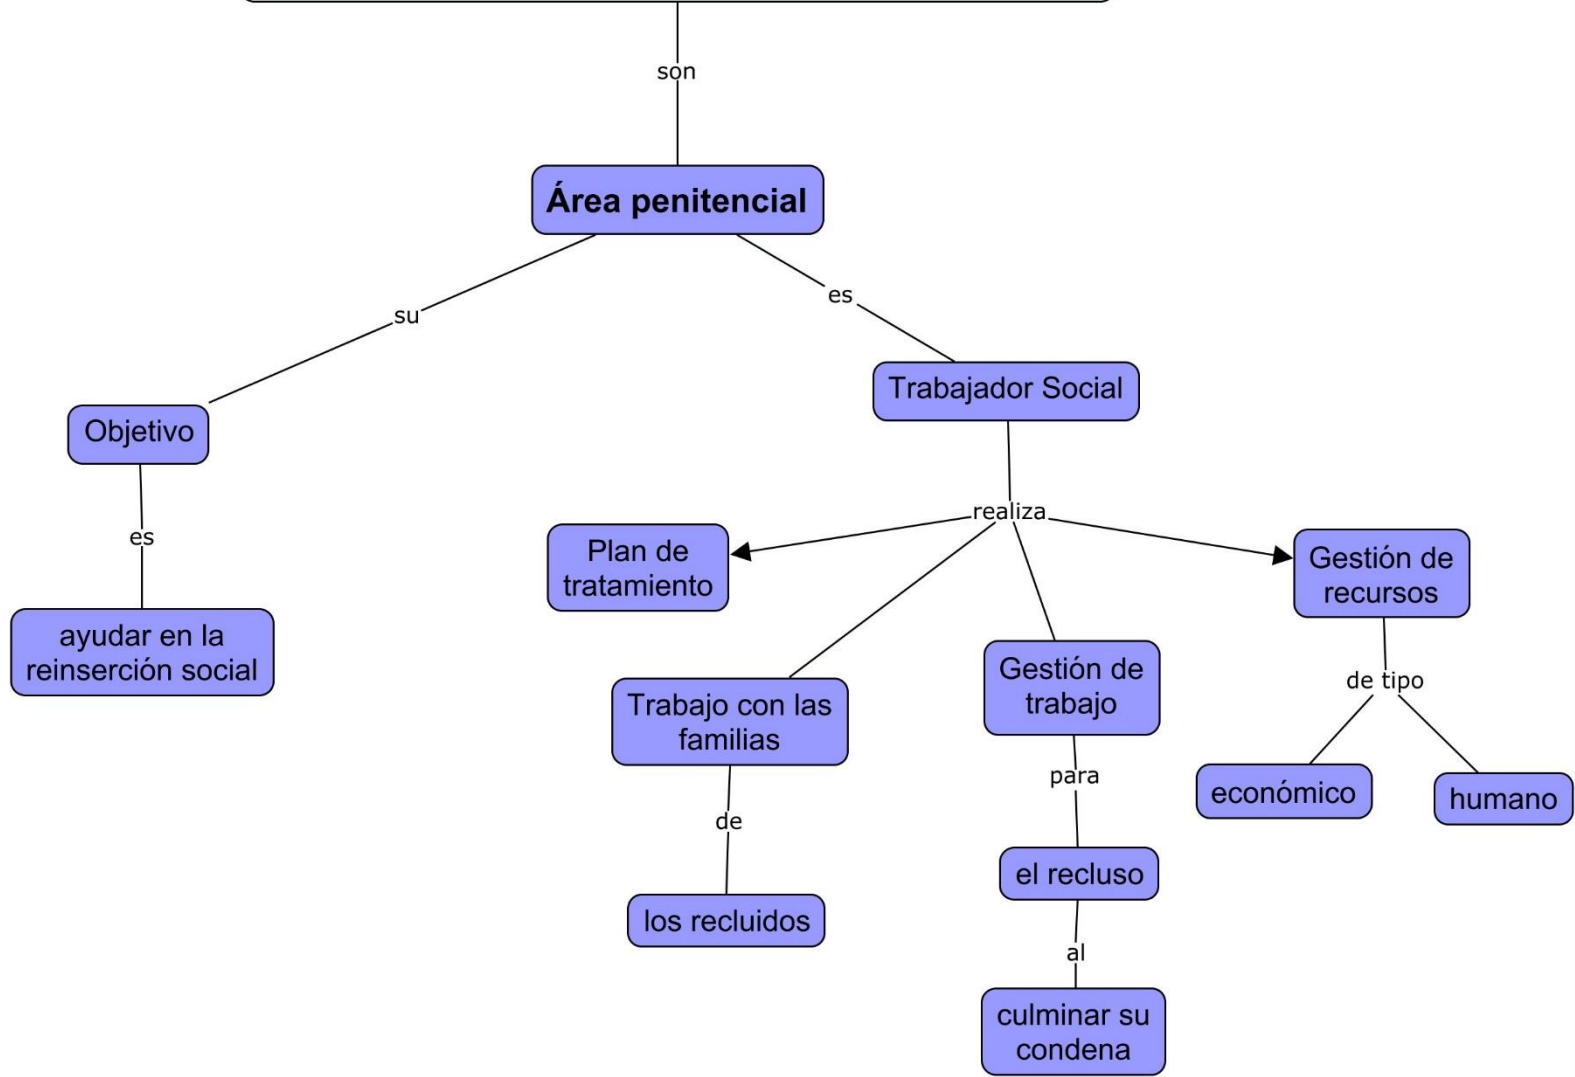 son
Área penitencial
su
es
Trabajador Social
Objetivo
realiza
es
Plan de
tratamiento
Gestión de
recursos
ayudar en la
reinserción social
Trabajo con las
familias
Gestión de
trabajo
de tipo
para
económico
humano
de
el recluso
los recluidos
al
culminar su
condena